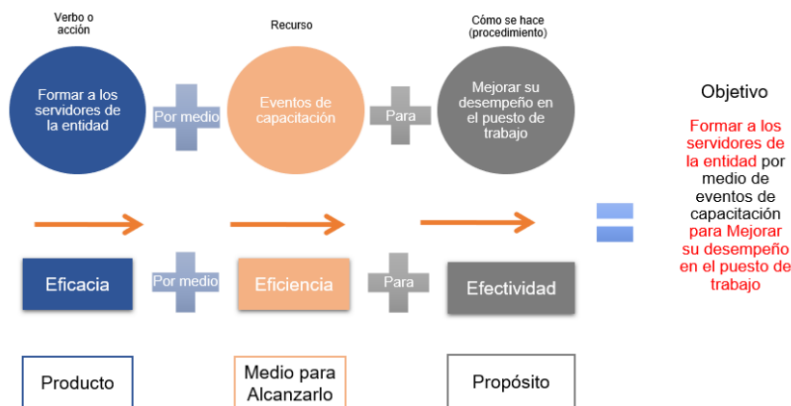 Verbo o
acción
Recurso
Cómo se hace
(procedimiento)
Formar a los
servidores de
la entidad
Por medio
Eventos de
capacitación
Para
Mejorar su
desempeño en
el puesto de
trabajo
Objetivo
Formar a los
servidores de
la entidad por
medio de
eventos de
capacitación
para Mejorar
su desempeño
en el puesto de
trabajo
Eficacia
Por medio
Eficiencia
Para
Efectividad
Producto
Medio para
Alcanzarlo
Propósito